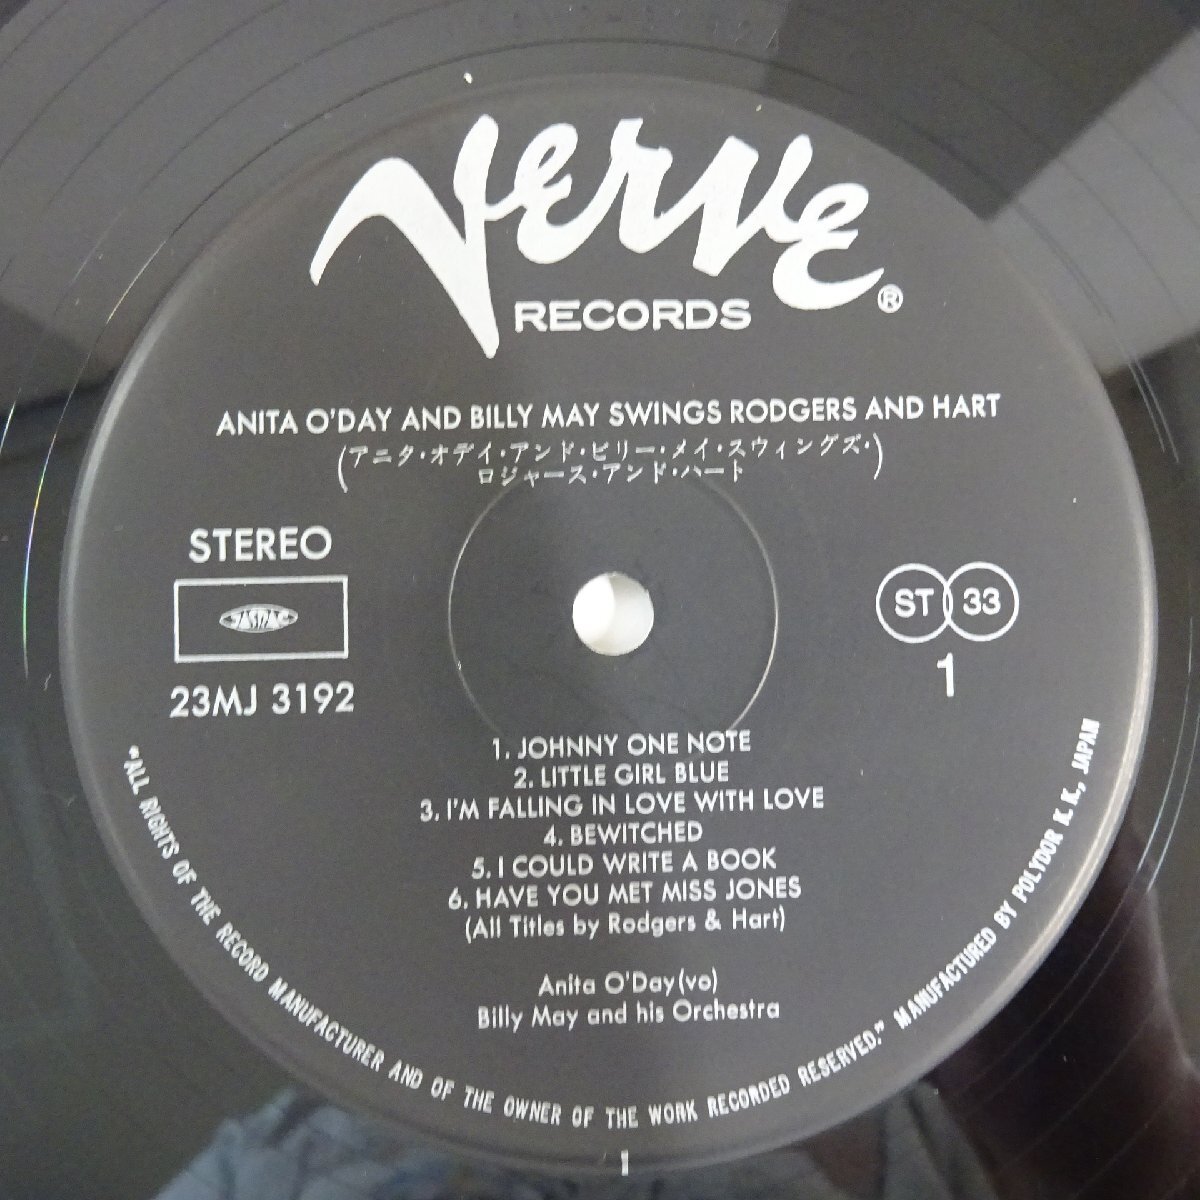 Verve
RECORDS ®
ANITA O'DAY AND BILLY MAY SWINGS RODGERS AND HART
(アニタ・オデイ・アンド・ビリー・メイ・スウィングズ・
ロジャース・アンド・ハート)
STEREO
JASRAC
23MJ 3192
ST 33
1
1. JOHNNY ONE NOTE
2. LITTLE GIRL BLUE
3. I'M FALLING IN LOVE WITH LOVE
4. BEWITCHED
5. I COULD WRITE A BOOK
6. HAVE YOU MET MISS JONES
(All Titles by Rodgers & Hart)
Anita O'Day(vo)
Billy May and his Orchestra
"ALL RIGHTS OF THE RECORD MANUFACTURER AND OF THE OWNER OF THE WORK RECORDED RESERVED." MANUFACTURED BY POLYDOR K.K., JAPAN
1